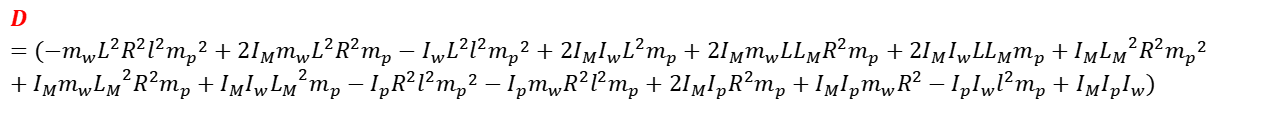 D
= (−m_wL²R²l²m_p² + 2I_Mm_wL²R²m_p − I_wL²l²m_p² + 2I_MI_wL²m_p + 2I_Mm_wLL_MR²m_p + 2I_MI_wLL_Mm_p + I_ML_M²R²m_p²
+ I_Mm_wL_M²R²m_p + I_MI_wL_M²m_p − I_pR²l²m_p² − I_pm_wR²l²m_p + 2I_MI_pR²m_p + I_MI_pm_wR² − I_pI_wl²m_p + I_MI_pI_w)